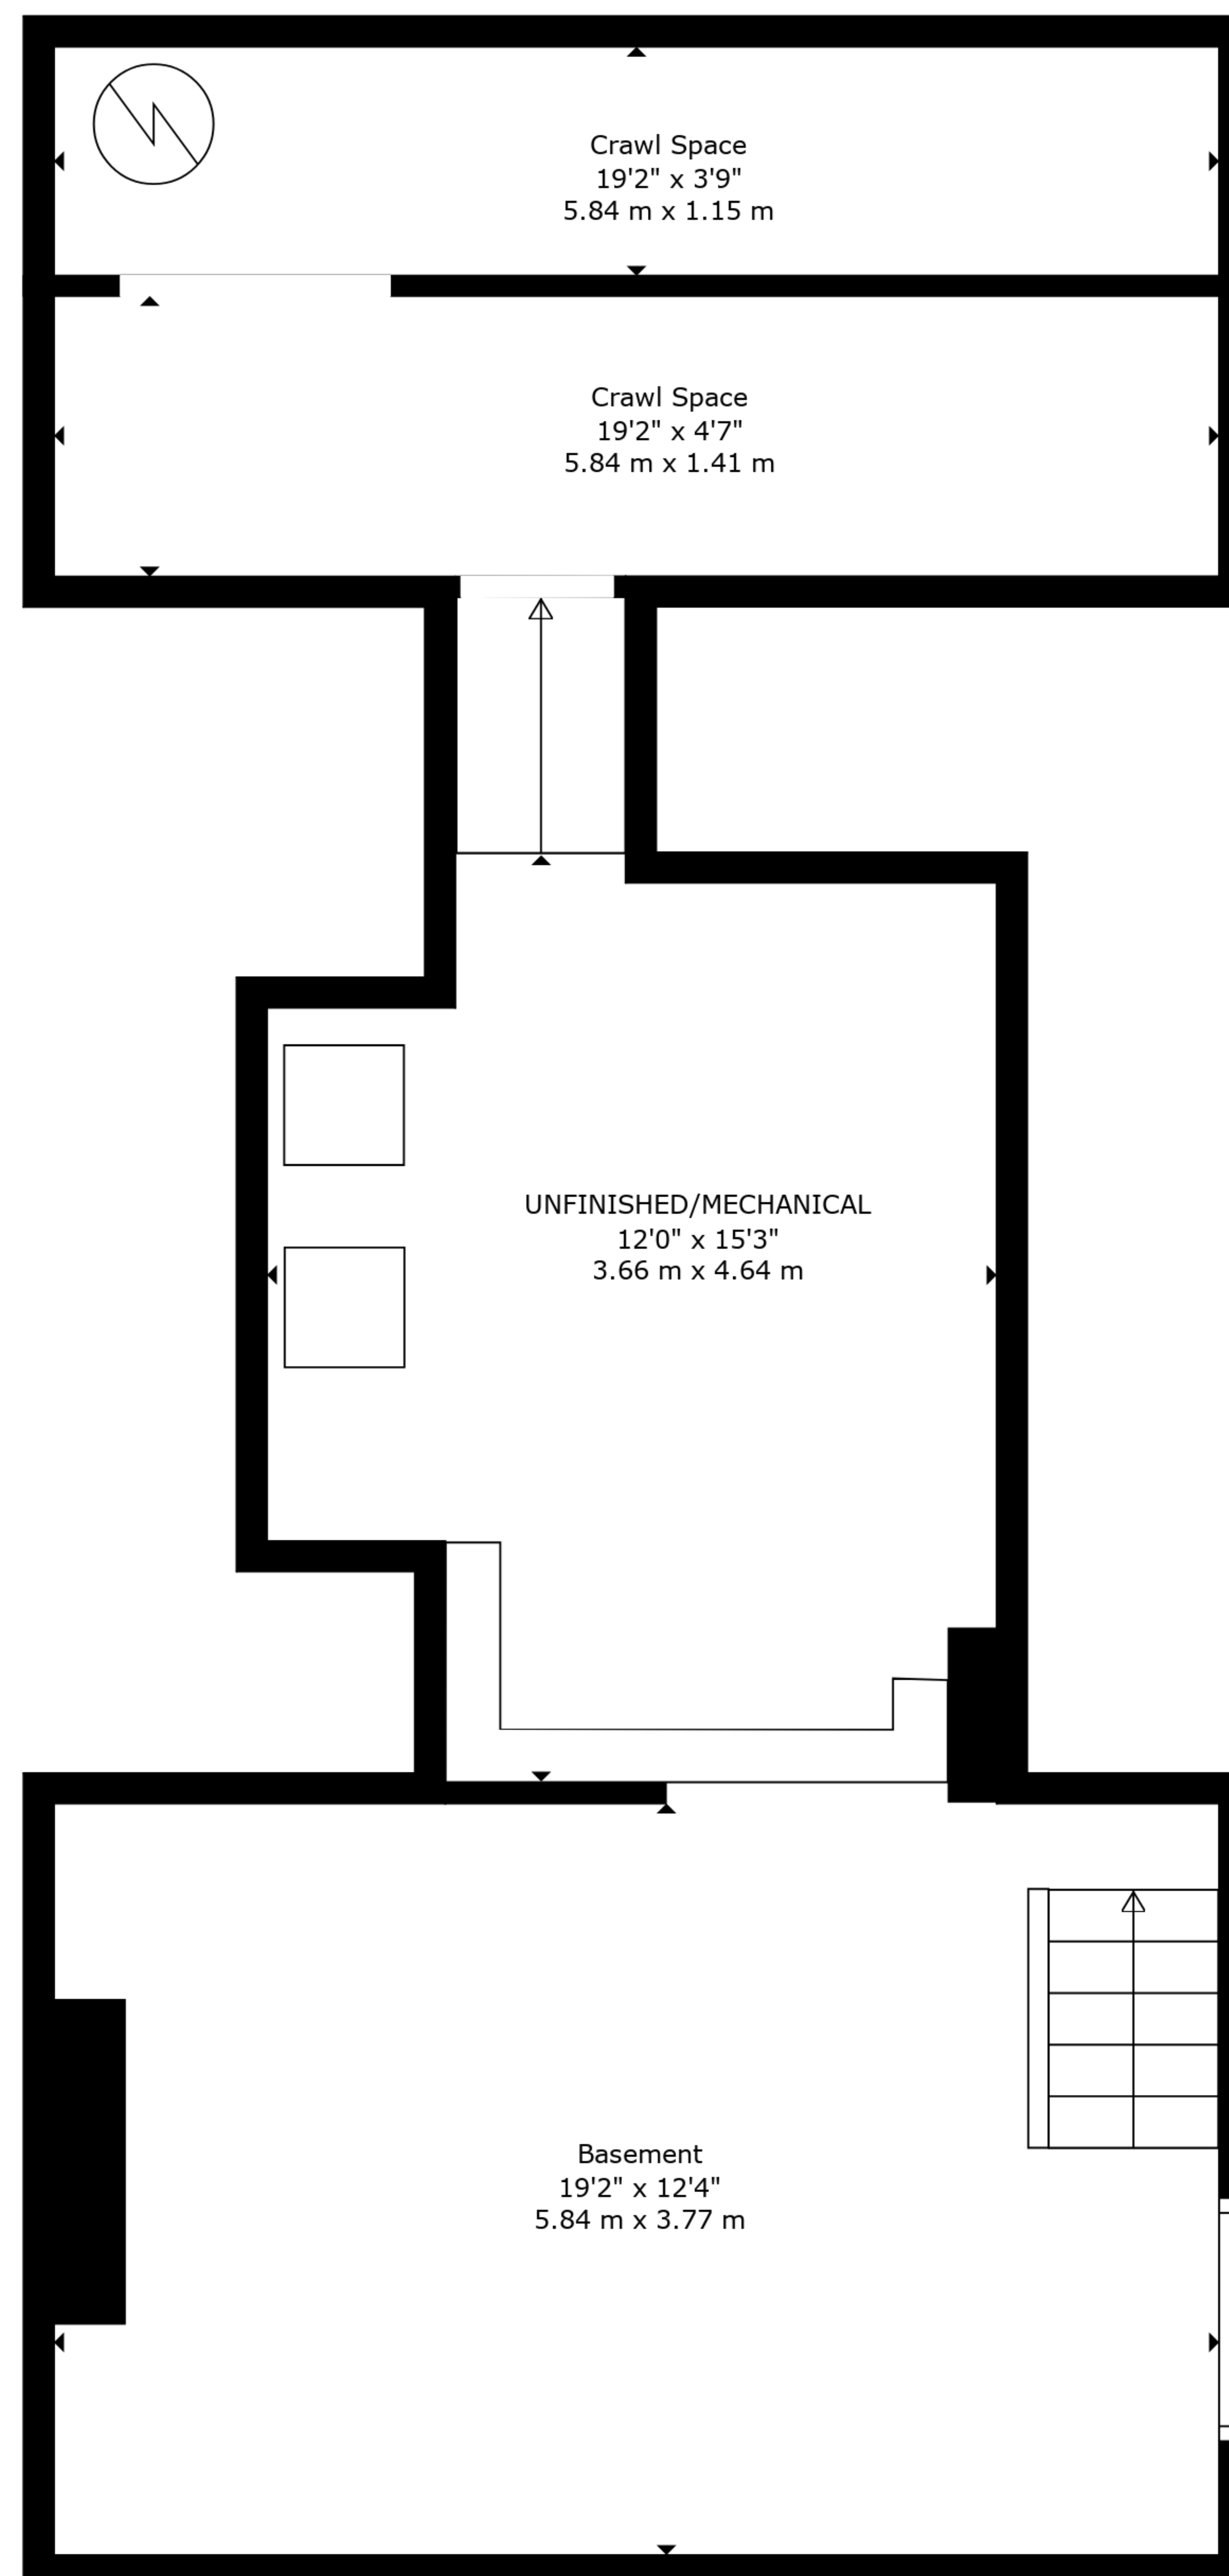 Crawl Space
19'2" x 3'9"
5.84 m x 1.15 m
Crawl Space
19'2" x 4'7"
5.84 m x 1.41 m
UNFINISHED/MECHANICAL
12'0" x 15'3"
3.66 m x 4.64 m
Basement
19'2" x 12'4"
5.84 m x 3.77 m